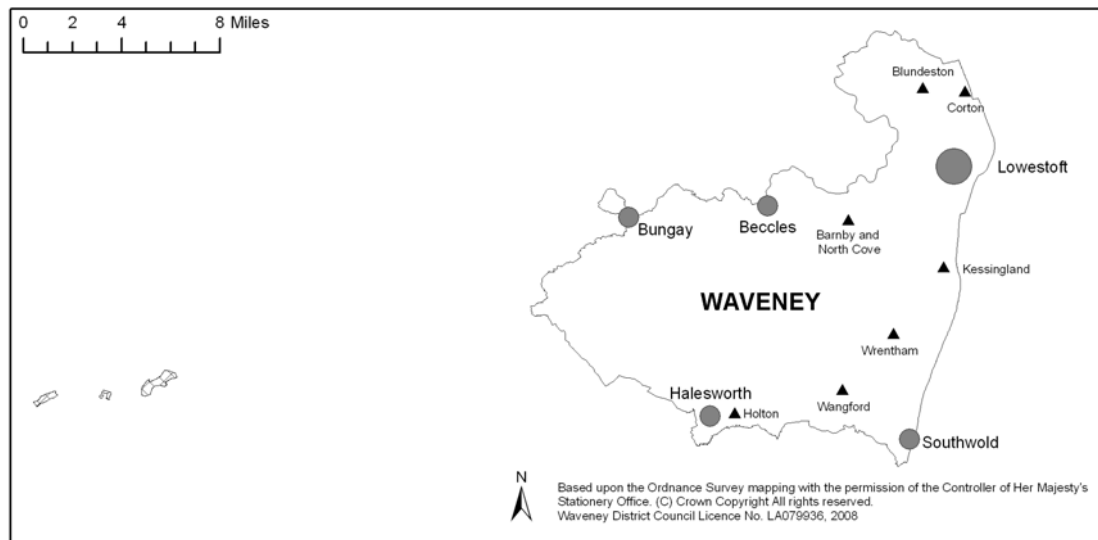 0 2 4 6 8 Miles
Blundeston
Corton
Lowestoft
Beccles
Bungay
Barnby and
North Cove
Kessingland
WAVENEY
Wrentham
Halesworth
Holton
Wangford
Southwold
N
Based upon the Ordnance Survey mapping with the permission of the Controller of Her Majesty's
Stationery Office. (C) Crown Copyright All rights reserved.
Waveney District Council Licence No. LA079936, 2008